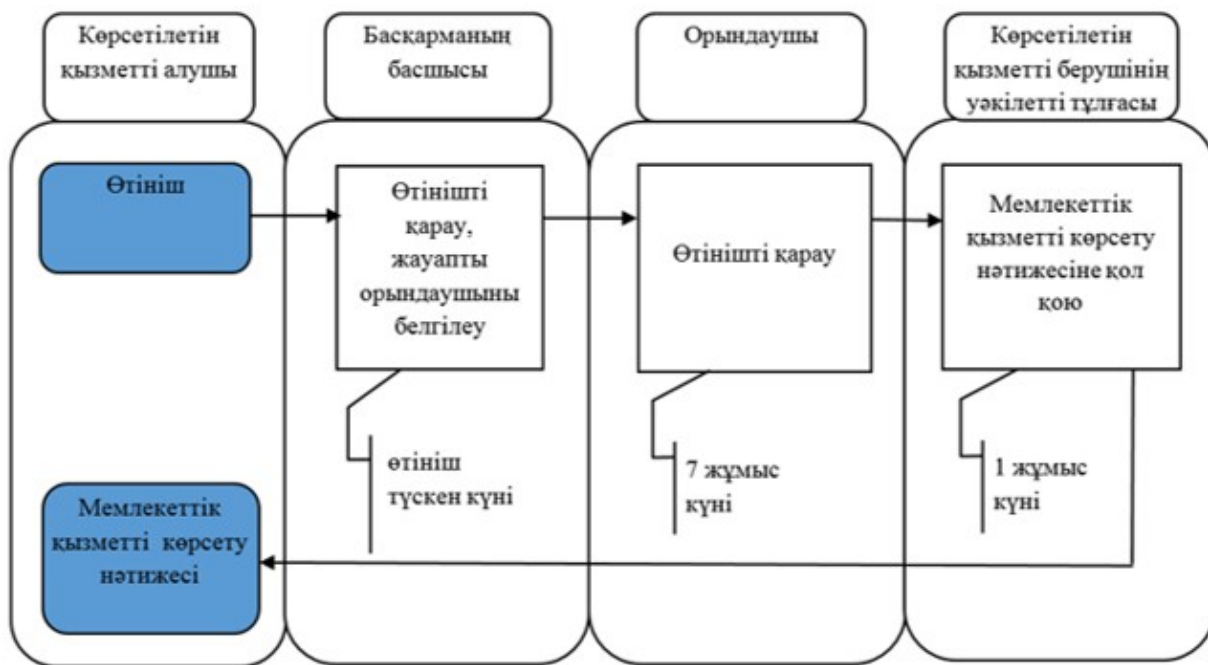 Көрсетілетін
қызметті алушы
Басқарманың
басшысы
Орындаушы
Көрсетілетін
қызметті берушінің
уәкілетті тұлғасы
Өтініш
Өтінішті
қарау,
жауапты
орындаушыны
белгілеу
Өтінішті қарау
Мемлекеттік
қызметті көрсету
нәтижесіне қол
қою
өтініш
түскен күні
7 жұмыс
күні
1 жұмыс
күні
Мемлекеттік
қызметті көрсету
нәтижесі